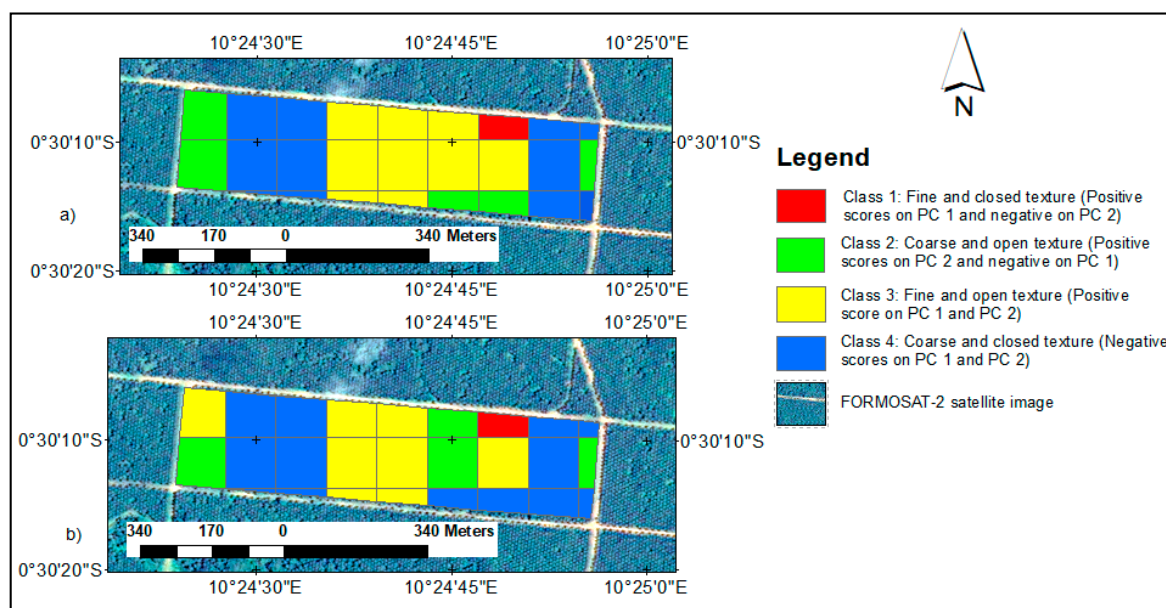 10°24'30"E 10°24'45"E 10°25'0"E
N
0°30'10"S 0°30'10"S
a)
340 170 0 340 Meters
0°30'20"S
10°24'30"E 10°24'45"E 10°25'0"E
10°24'30"E 10°24'45"E 10°25'0"E
0°30'10"S 0°30'10"S
b)
340 170 0 340 Meters
0°30'20"S
10°24'30"E 10°24'45"E 10°25'0"E
Legend
Class 1: Fine and closed texture (Positive
scores on PC 1 and negative on PC 2)
Class 2: Coarse and open texture (Positive
scores on PC 2 and negative on PC 1)
Class 3: Fine and open texture (Positive
score on PC 1 and PC 2)
Class 4: Coarse and closed texture (Negative
scores on PC 1 and PC 2)
FORMOSAT-2 satellite image